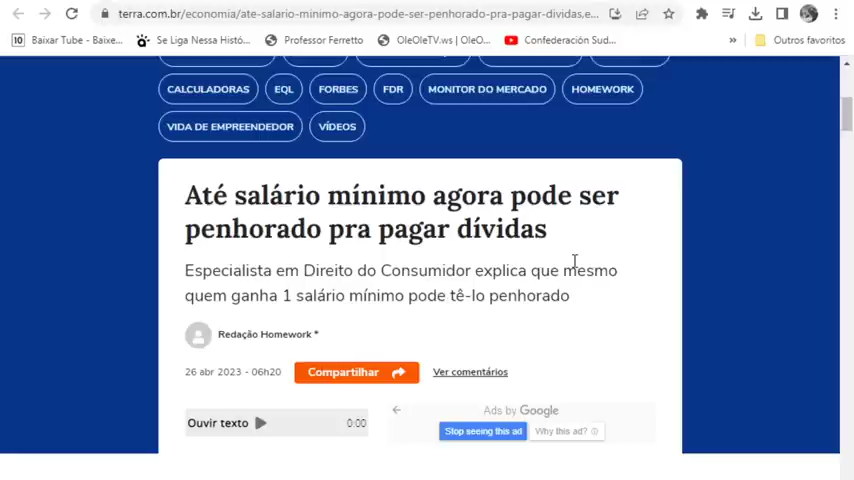 terra.com.br/economia/ate-salario-minimo-agora-pode-ser-penhorado-pra-pagar-dividas,e...
Baixar Tube - Baixe... Se Liga Nessa Histó... Professor Ferretto OleOleTV.ws | OleO... Confederación Sud... » Outros favoritos
CALCULADORAS EQL FORBES FDR MONITOR DO MERCADO HOMEWORK
VIDA DE EMPREENDEDOR VÍDEOS
Até salário mínimo agora pode ser
penhorado pra pagar dívidas
Especialista em Direito do Consumidor explica que mesmo
quem ganha 1 salário mínimo pode tê-lo penhorado
Redação Homework *
26 abr 2023 - 06h20 Compartilhar Ver comentários
Ouvir texto 0:00
Ads by Google
Stop seeing this ad Why this ad?